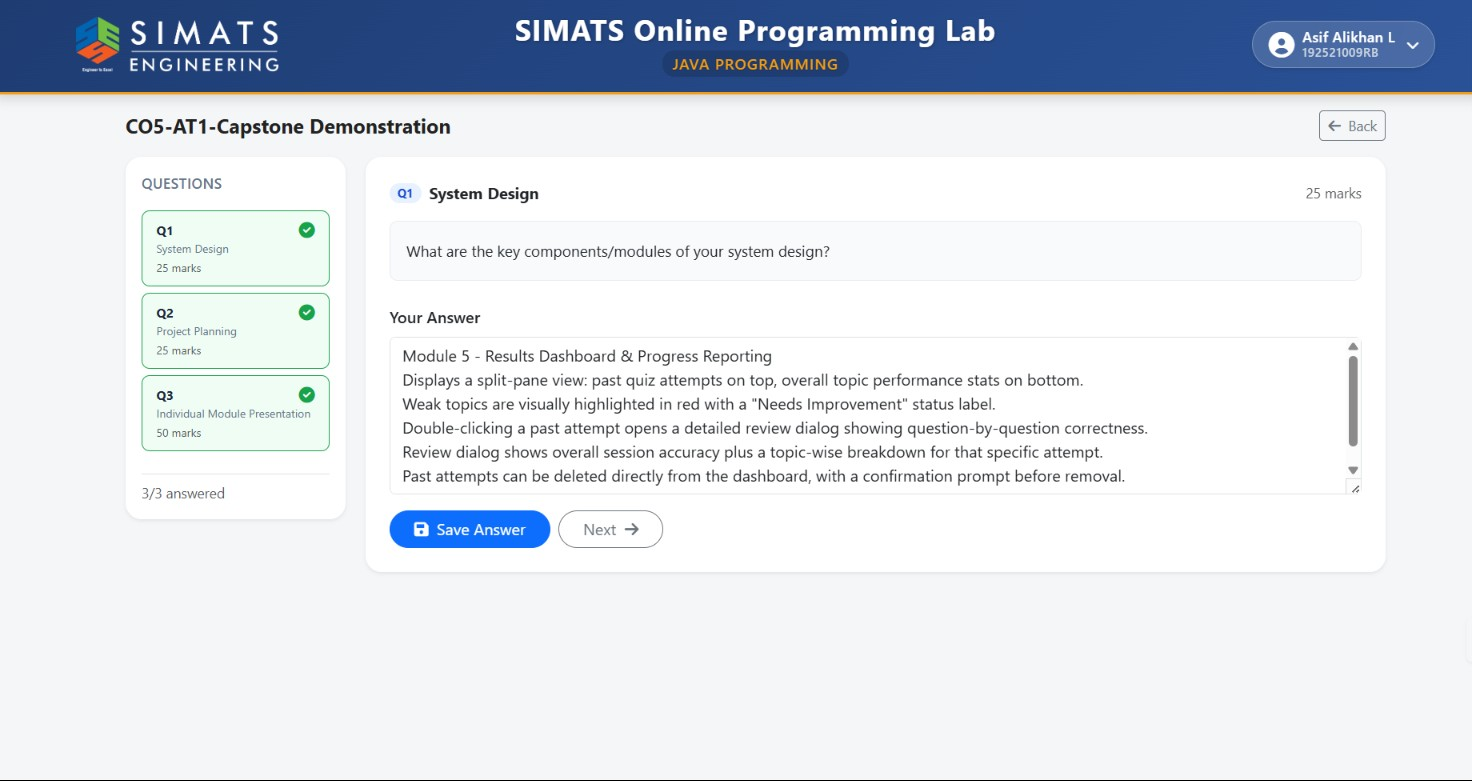 SIMATS
ENGINEERING
Engineer to Excel
SIMATS Online Programming Lab
JAVA PROGRAMMING
Asif Alikhan L
192521009RB
CO5-AT1-Capstone Demonstration
Back
QUESTIONS
Q1
System Design
25 marks
Q2
Project Planning
25 marks
Q3
Individual Module Presentation
50 marks
3/3 answered
Q1 System Design
25 marks
What are the key components/modules of your system design?
Your Answer
Module 5 - Results Dashboard & Progress Reporting
Displays a split-pane view: past quiz attempts on top, overall topic performance stats on bottom.
Weak topics are visually highlighted in red with a "Needs Improvement" status label.
Double-clicking a past attempt opens a detailed review dialog showing question-by-question correctness.
Review dialog shows overall session accuracy plus a topic-wise breakdown for that specific attempt.
Past attempts can be deleted directly from the dashboard, with a confirmation prompt before removal.
Save Answer
Next